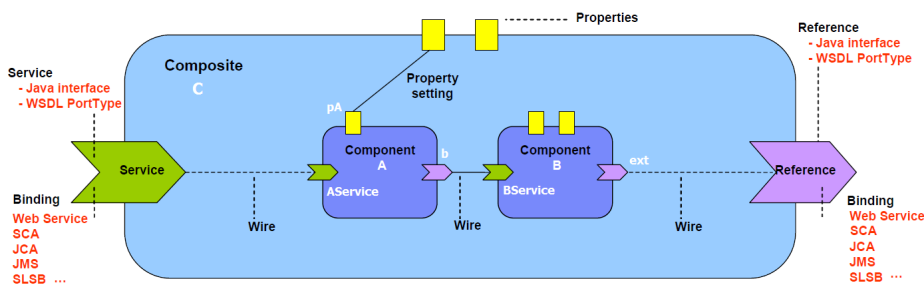 Properties
Reference
- Java interface
- WSDL PortType
Composite
C
Service
- Java interface
- WSDL PortType
Property
setting
pA
Component
A
b
Component
B
ext
Service
AService
BService
Reference
Binding
Web Service
SCA
JCA
JMS
SLSB ...
Wire
Wire
Wire
Binding
Web Service
SCA
JCA
JMS
SLSB ...